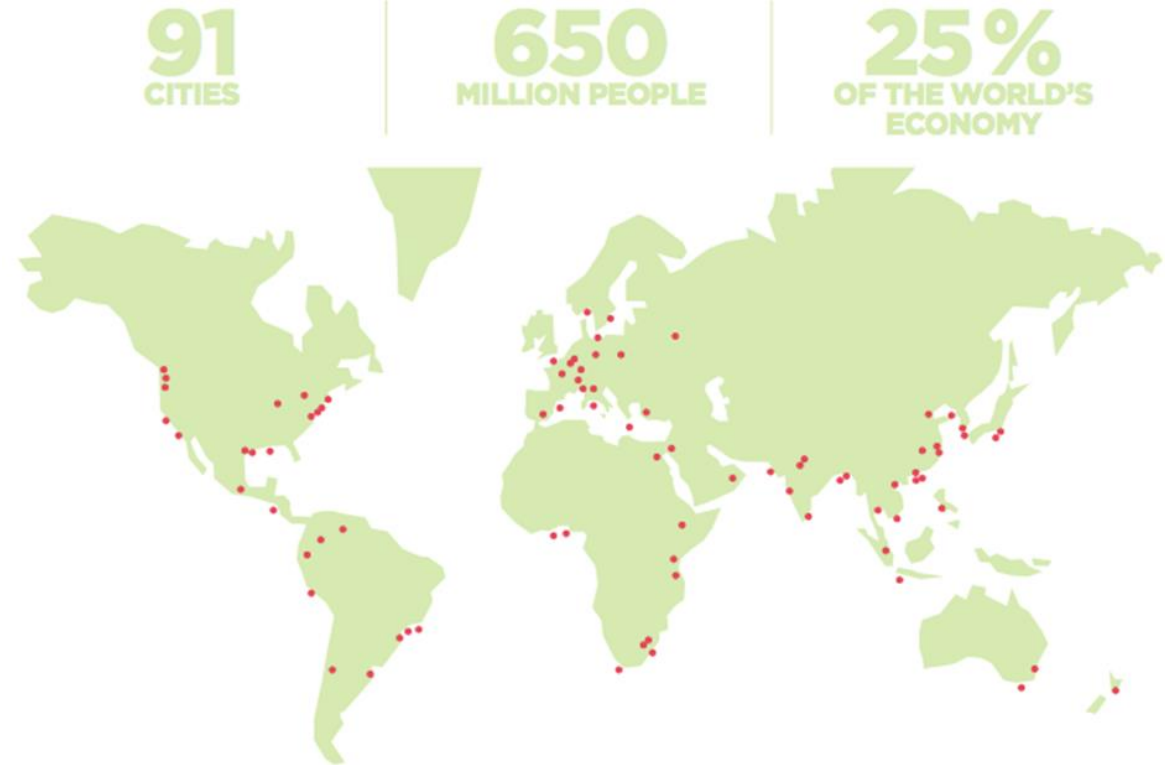 91
CITIES
650
MILLION PEOPLE
25%
OF THE WORLD'S
ECONOMY